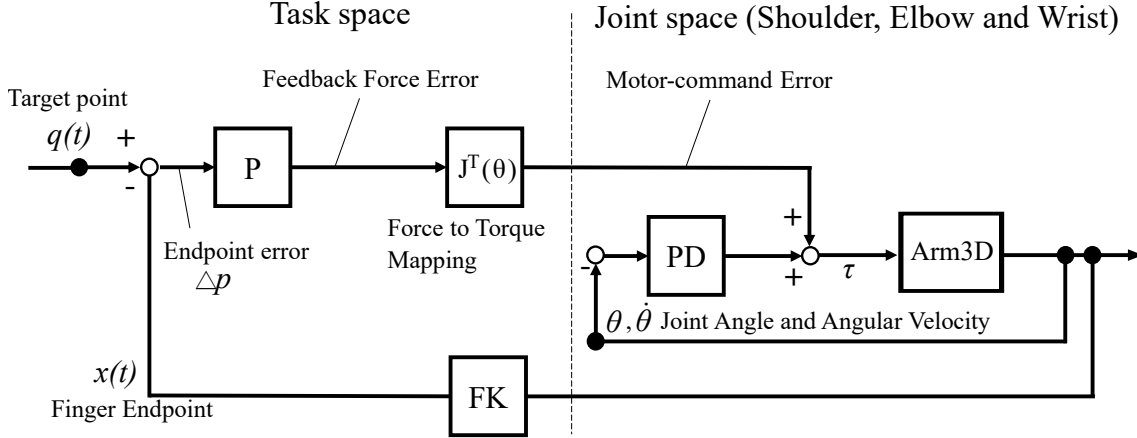 Task space
Joint space (Shoulder, Elbow and Wrist)
Feedback Force Error
Motor-command Error
Target point
q(t)
+
-
P
J^T(θ)
Force to Torque
Mapping
Endpoint error
△p
+
+
-
PD
τ
Arm3D
θ , θ̇ Joint Angle and Angular Velocity
x(t)
Finger Endpoint
FK